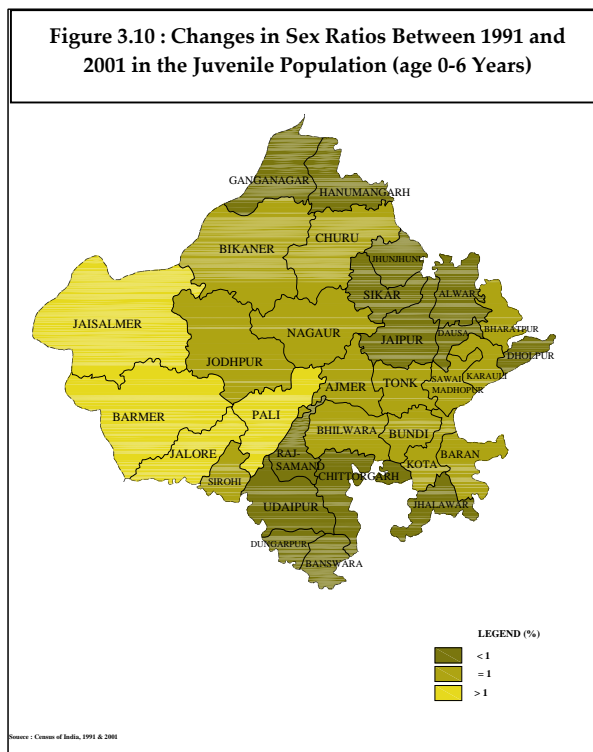 Figure 3.10 : Changes in Sex Ratios Between 1991 and
2001 in the Juvenile Population (age 0-6 Years)
GANGANAGAR
HANUMANGARH
BIKANER
CHURU
JHUNJHUNU
SIKAR
ALWAR
JAISALMER
NAGAUR
JAIPUR
DAUSA
BHARATPUR
DHOLPUR
JODHPUR
AJMER
TONK
SAWAI
MADHOPUR
KARAULI
BARMER
PALI
BHILWARA
BUNDI
BARAN
JALORE
RAJ-
SAMAND
KOTA
SIROHI
CHITTORGARH
UDAIPUR
JHALAWAR
DUNGARPUR
BANSWARA
LEGEND (%)
< 1
= 1
> 1
Source : Census of India, 1991 & 2001